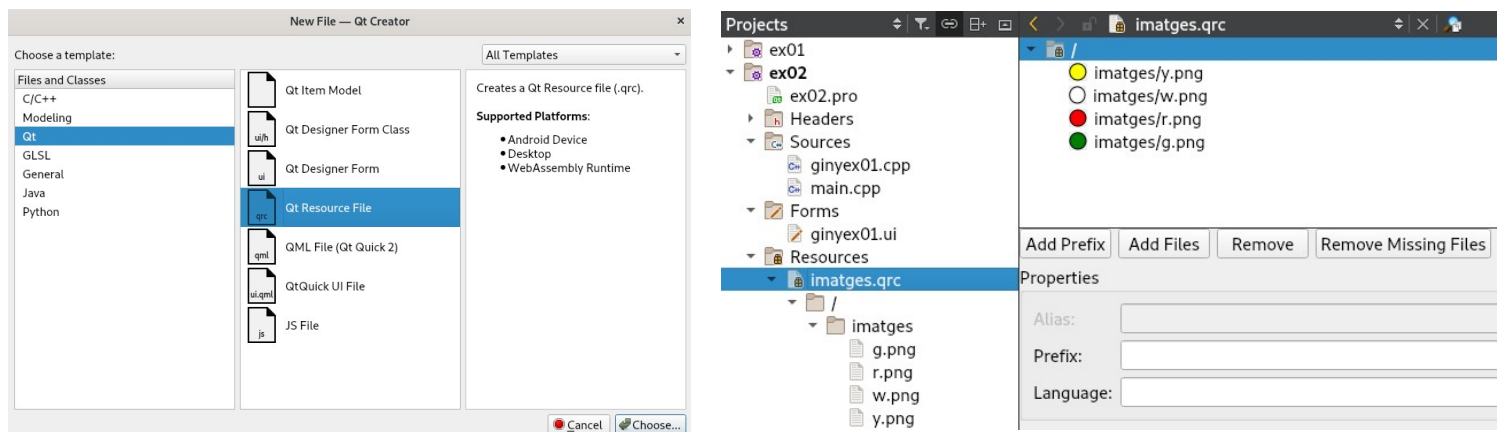 New File — Qt Creator
Choose a template:
All Templates
Files and Classes
C/C++
Modeling
Qt
GLSL
General
Java
Python
Qt Item Model
ui/h
Qt Designer Form Class
ui
Qt Designer Form
qrc
Qt Resource File
qml
QML File (Qt Quick 2)
ui.qml
QtQuick UI File
js
JS File
Creates a Qt Resource file (.qrc).
Supported Platforms:
• Android Device
• Desktop
• WebAssembly Runtime
Cancel
Choose...
Projects
ex01
ex02
ex02.pro
Headers
Sources
ginyex01.cpp
main.cpp
Forms
ginyex01.ui
Resources
imatges.qrc
/
imatges
g.png
r.png
w.png
y.png
imatges.qrc
/
imatges/y.png
imatges/w.png
imatges/r.png
imatges/g.png
Add Prefix
Add Files
Remove
Remove Missing Files
Properties
Alias:
Prefix:
Language: